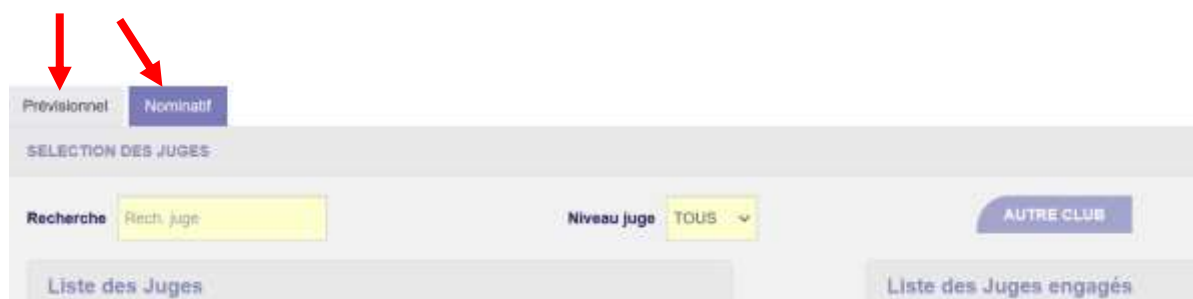 Prévisionnel Nominatif
SELECTION DES JUGES
Recherche Rech. juge Niveau juge TOUS AUTRE CLUB
Liste des Juges Liste des Juges engagés